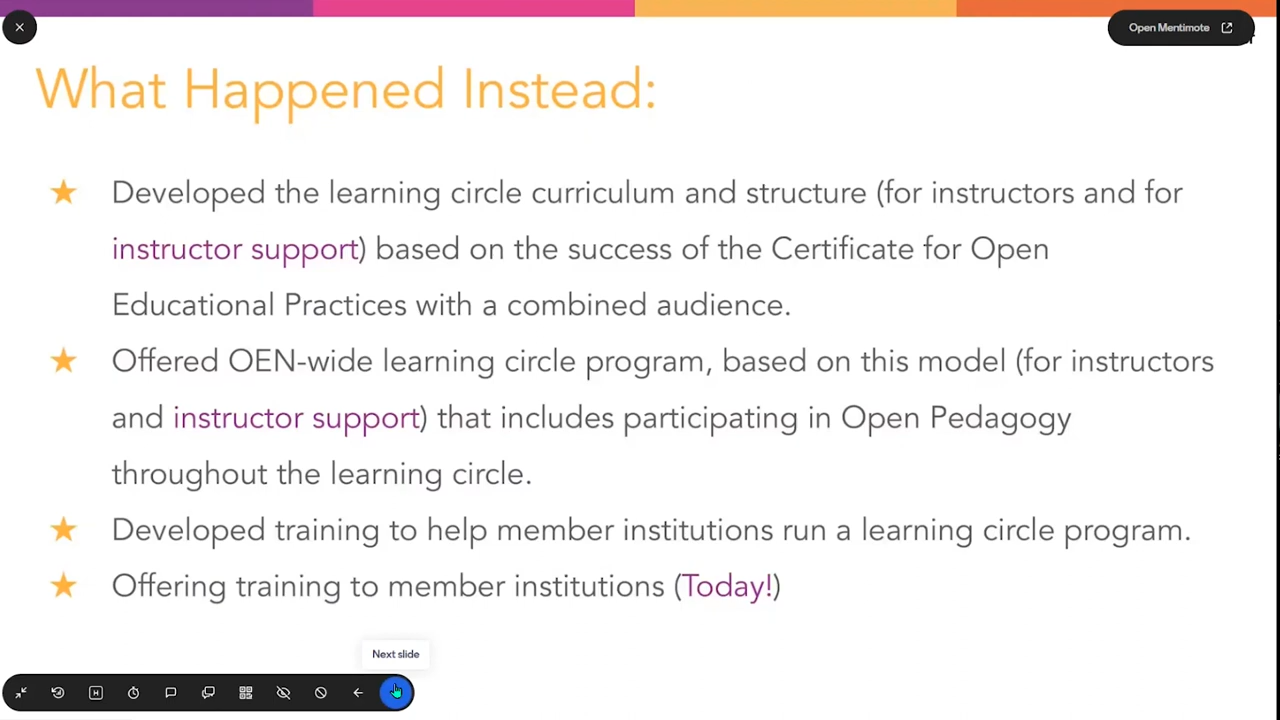 Open Mentimote
What Happened Instead:
★ Developed the learning circle curriculum and structure (for instructors and for
instructor support) based on the success of the Certificate for Open
Educational Practices with a combined audience.
★ Offered OEN-wide learning circle program, based on this model (for instructors
and instructor support) that includes participating in Open Pedagogy
throughout the learning circle.
★ Developed training to help member institutions run a learning circle program.
★ Offering training to member institutions (Today!)
Next slide
H